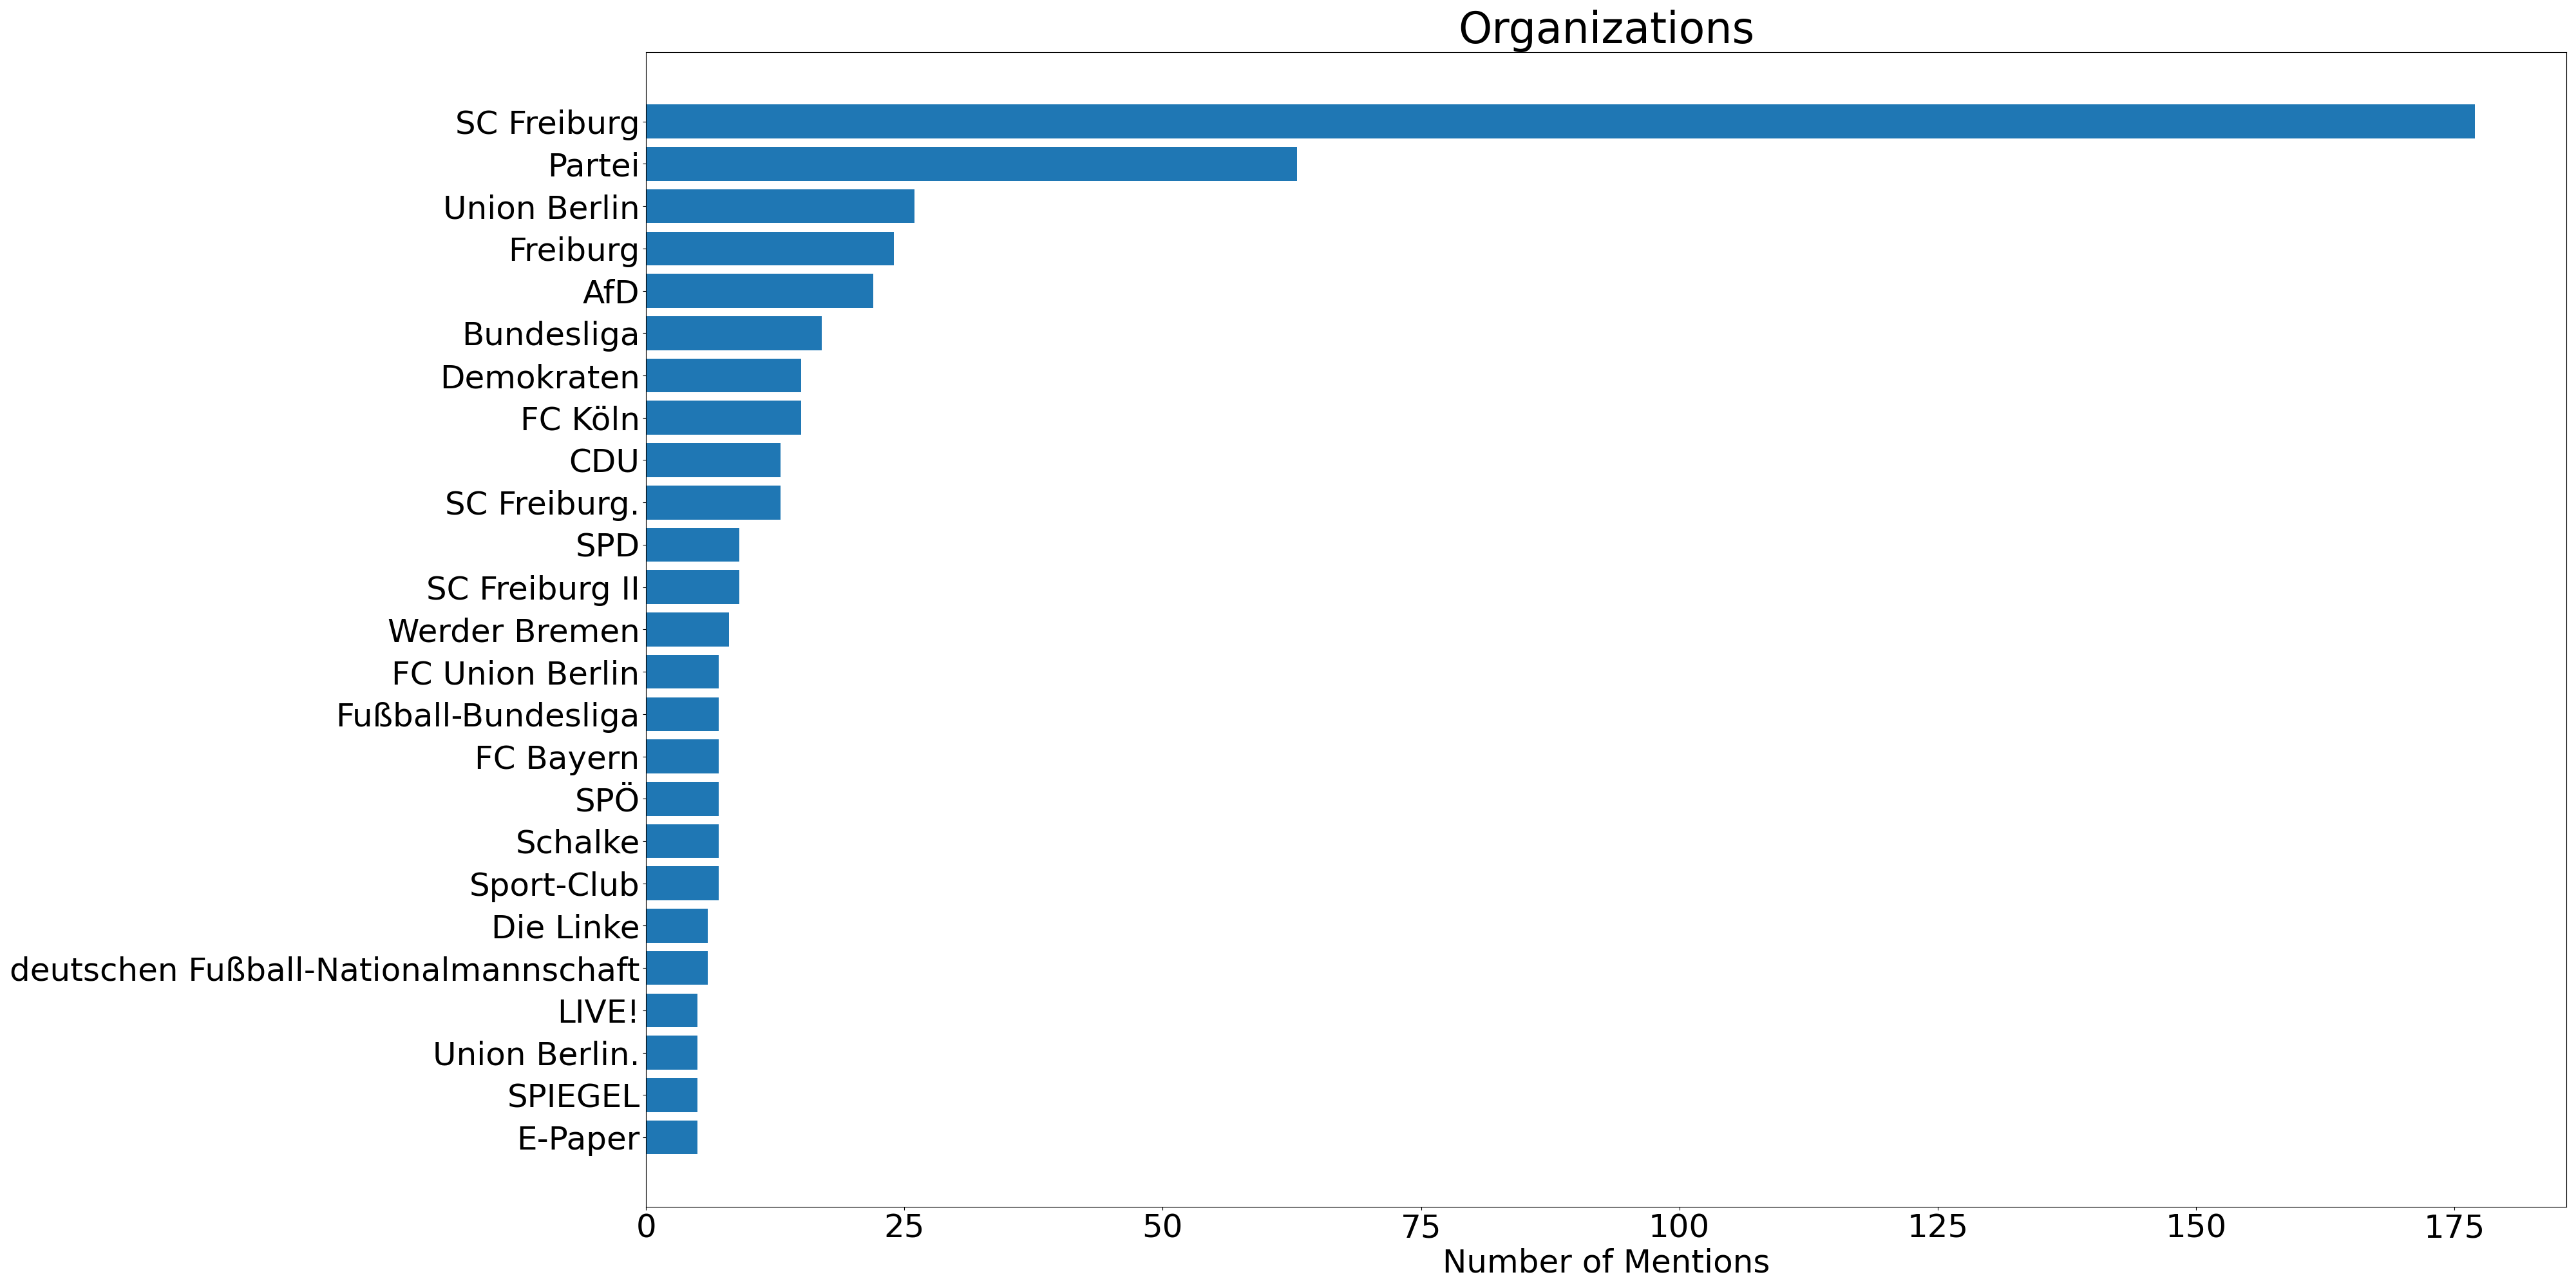 Organizations
SC Freiburg
Partei
Union Berlin
Freiburg
AfD
Bundesliga
Demokraten
FC Köln
CDU
SC Freiburg.
SPD
SC Freiburg II
Werder Bremen
FC Union Berlin
Fußball-Bundesliga
FC Bayern
SPÖ
Schalke
Sport-Club
Die Linke
deutschen Fußball-Nationalmannschaft
LIVE!
Union Berlin.
SPIEGEL
E-Paper
0 25 50 75 100 125 150 175
Number of Mentions